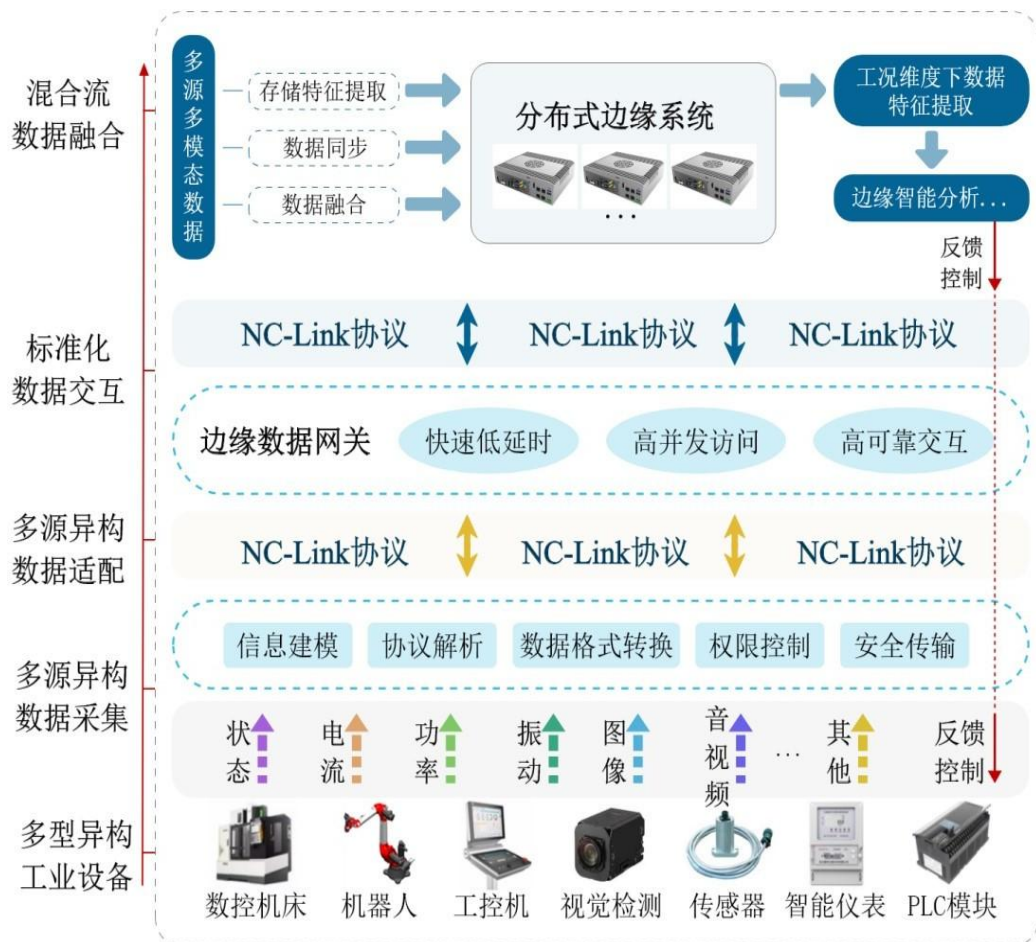 混合流
数据融合
标准化
数据交互
多源异构
数据适配
多源异构
数据采集
多型异构
工业设备
多源多模态数据
存储特征提取
数据同步
数据融合
分布式边缘系统
...
工况维度下数据
特征提取
边缘智能分析...
反馈
控制
NC-Link协议 NC-Link协议 NC-Link协议
边缘数据网关 快速低延时 高并发访问 高可靠交互
NC-Link协议 NC-Link协议 NC-Link协议
信息建模 协议解析 数据格式转换 权限控制 安全传输
状态
电流
功率
振动
图像
音视频
...
其他
反馈
控制
数控机床 机器人 工控机 视觉检测 传感器 智能仪表 PLC模块